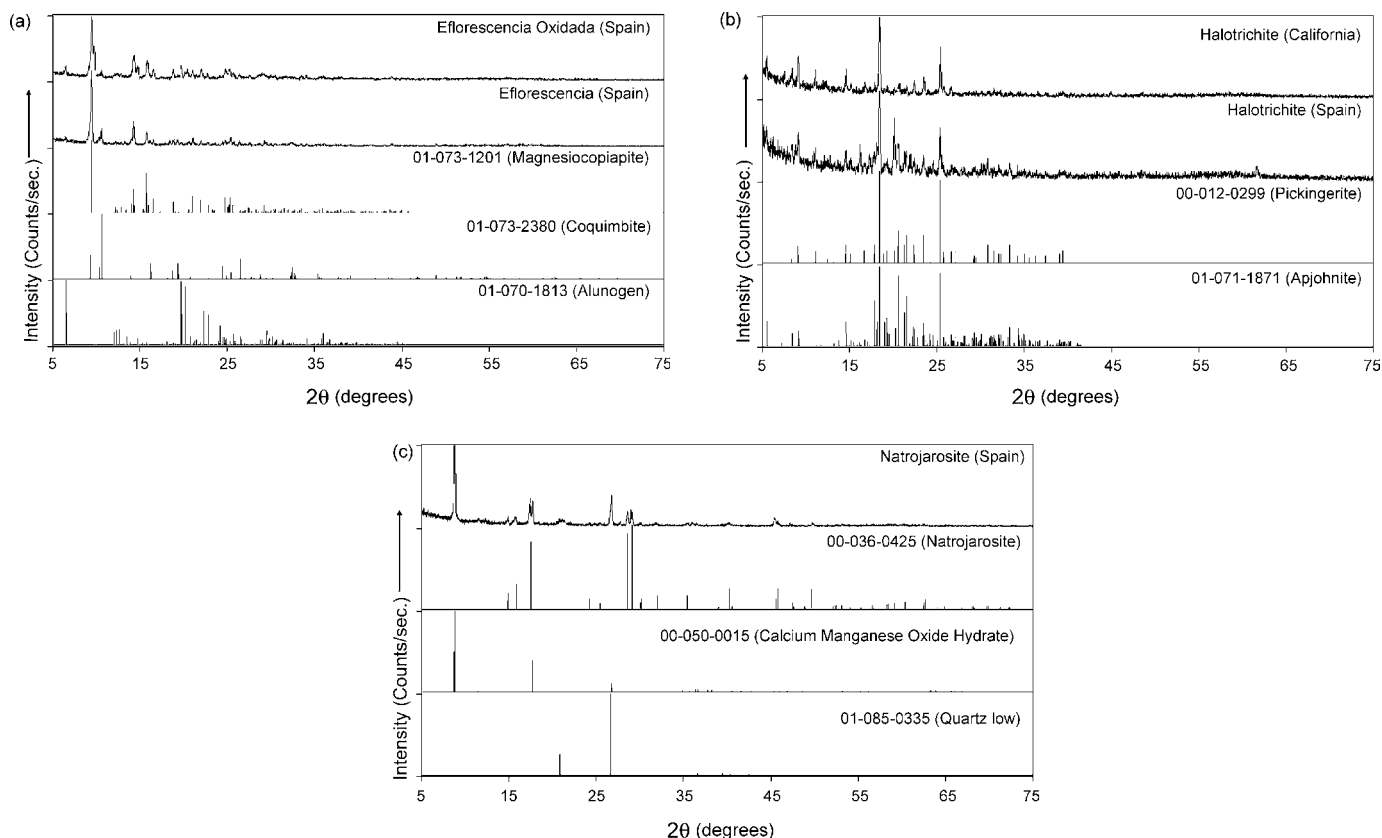 (a)
Eflorescencia Oxidada (Spain)
Eflorescencia (Spain)
01-073-1201 (Magnesiocopiapite)
01-073-2380 (Coquimbite)
01-070-1813 (Alunogen)
Intensity (Counts/sec.)
5 15 25 35 45 55 65 75
2θ (degrees)
(b)
Halotrichite (California)
Halotrichite (Spain)
00-012-0299 (Pickingerite)
01-071-1871 (Apjohnite)
Intensity (Counts/sec.)
5 15 25 35 45 55 65 75
2θ (degrees)
(c)
Natrojarosite (Spain)
00-036-0425 (Natrojarosite)
00-050-0015 (Calcium Manganese Oxide Hydrate)
01-085-0335 (Quartz low)
Intensity (Counts/sec.)
5 15 25 35 45 55 65 75
2θ (degrees)